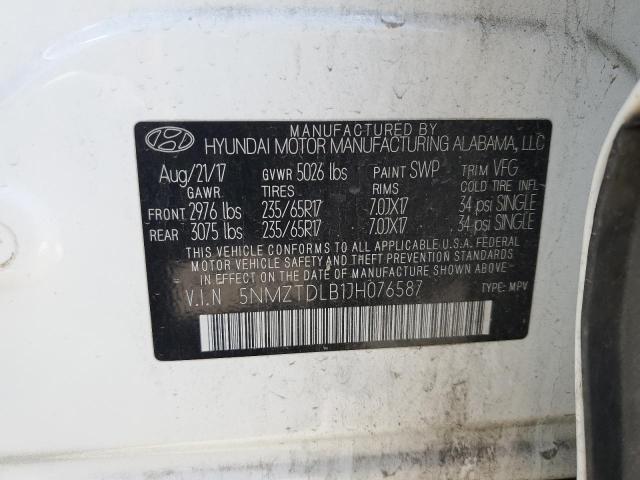 MANUFACTURED BY
HYUNDAI MOTOR MANUFACTURING ALABAMA, LLC
Aug/21/17 GVWR 5026 lbs PAINT SWP TRIM VFG
GAWR TIRES RIMS COLD TIRE INFL
FRONT 2976 lbs 235/65R17 7.0JX17 34 psi SINGLE
REAR 3075 lbs 235/65R17 7.0JX17 34 psi SINGLE
THIS VEHICLE CONFORMS TO ALL APPLICABLE U.S.A. FEDERAL
MOTOR VEHICLE SAFETY AND THEFT PREVENTION STANDARDS
IN EFFECT ON THE DATE OF MANUFACTURE SHOWN ABOVE.
V.I.N 5NMZTDLB1JH076587 TYPE: MPV